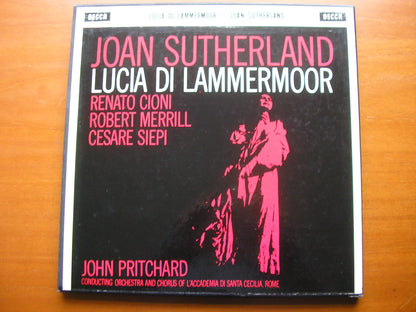 DECCA LUCIA DI LAMMERMOOR JOAN SUTHERLAND DECCA
JOAN SUTHERLAND
LUCIA DI LAMMERMOOR
RENATO CIONI
ROBERT MERRILL
CESARE SIEPI
JOHN PRITCHARD
CONDUCTING ORCHESTRA AND CHORUS OF L'ACCADEMIA DI SANTA CECILIA, ROME